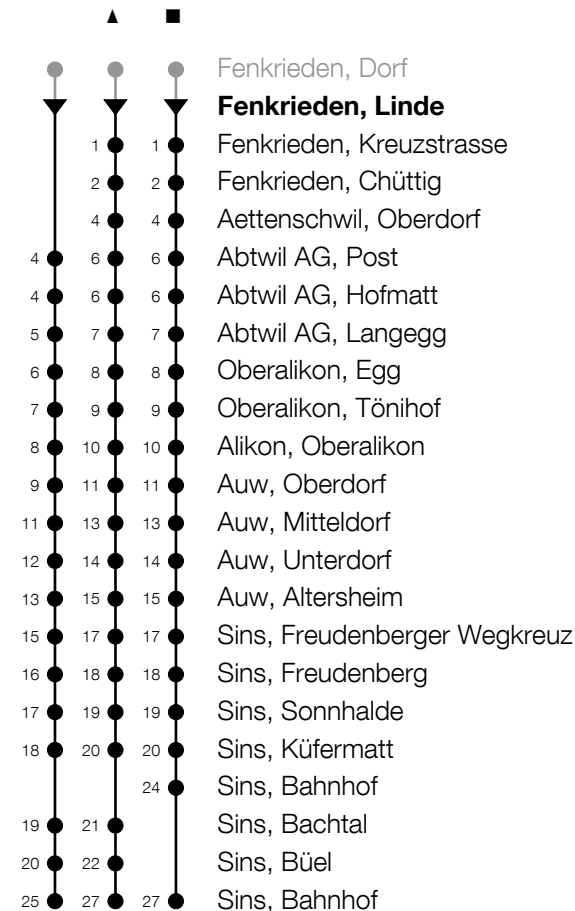 ▲ ■
Fenkrieden, Dorf
Fenkrieden, Linde
1 1 Fenkrieden, Kreuzstrasse
2 2 Fenkrieden, Chüttig
4 4 Aettenschwil, Oberdorf
4 6 6 Abtwil AG, Post
4 6 6 Abtwil AG, Hofmatt
5 7 7 Abtwil AG, Langegg
6 8 8 Oberalikon, Egg
7 9 9 Oberalikon, Tönihof
8 10 10 Alikon, Oberalikon
9 11 11 Auw, Oberdorf
11 13 13 Auw, Mitteldorf
12 14 14 Auw, Unterdorf
13 15 15 Auw, Altersheim
15 17 17 Sins, Freudenberger Wegkreuz
16 18 18 Sins, Freudenberg
17 19 19 Sins, Sonnhalde
18 20 20 Sins, Küfermatt
24 Sins, Bahnhof
19 21 Sins, Bachtal
20 22 Sins, Büel
25 27 27 Sins, Bahnhof